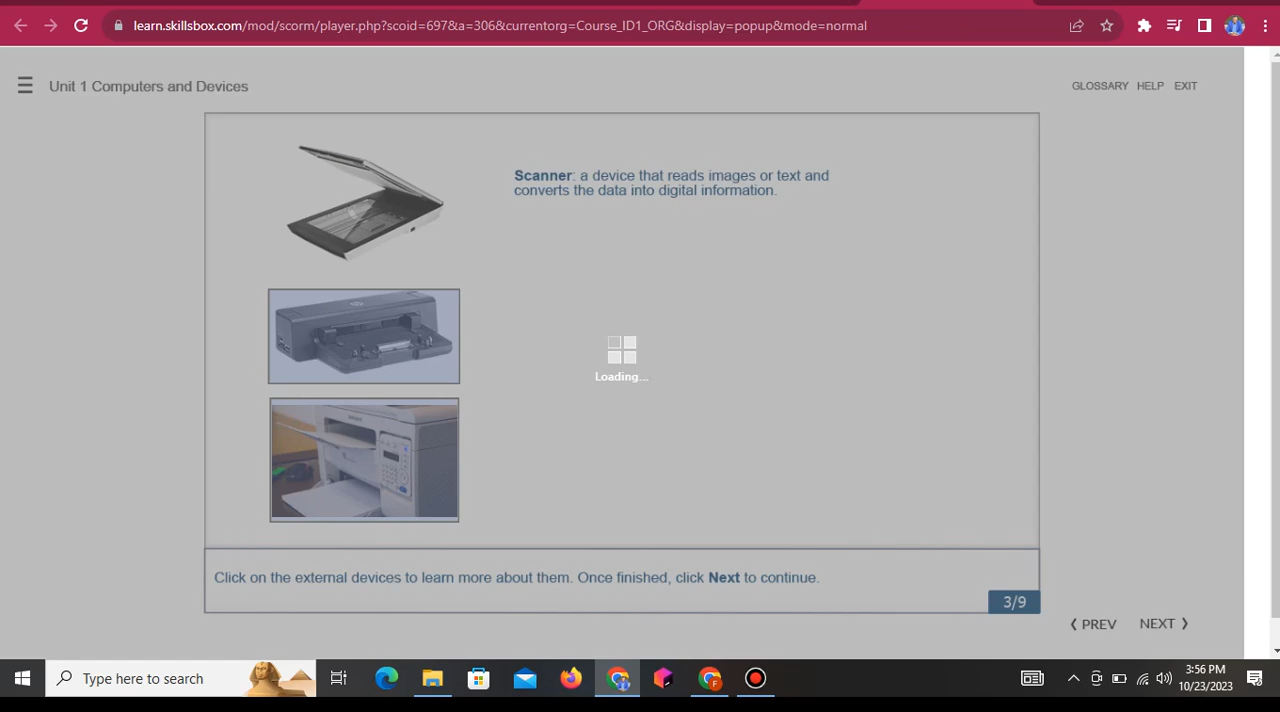 learn.skillsbox.com/mod/scorm/player.php?scoid=697&a=306&currentorg=Course_ID1_ORG&display=popup&mode=normal
Unit 1 Computers and Devices
GLOSSARY HELP EXIT
Scanner: a device that reads images or text and
converts the data into digital information.
Loading...
Click on the external devices to learn more about them. Once finished, click Next to continue.
3/9
❮ PREV NEXT ❯
Type here to search
F
3:56 PM
10/23/2023